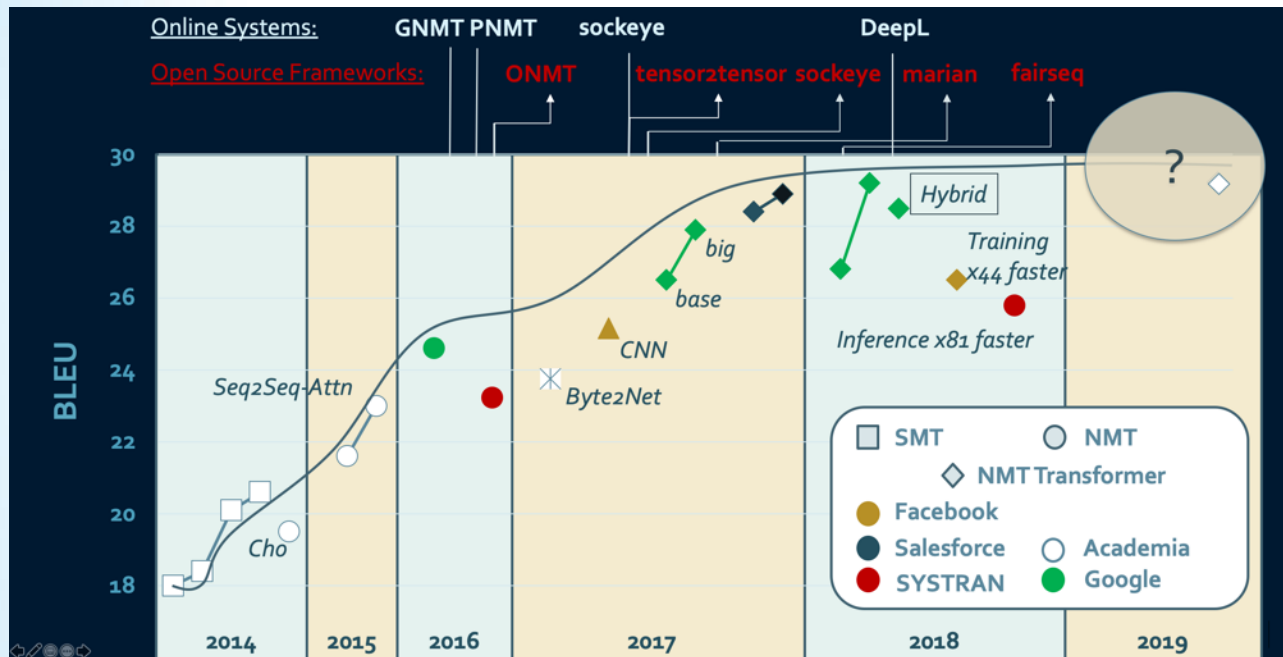 Online Systems: GNMT PNMT sockeye DeepL
Open Source Frameworks: ONMT tensor2tensor sockeye marian fairseq
30
?
Hybrid
28
big
Training
x44 faster
base
26
CNN
Inference x81 faster
BLEU
24
Seq2Seq-Attn
Byte2Net
22
20
Cho
18
SMT NMT
NMT Transformer
Facebook
Salesforce Academia
SYSTRAN Google
2014 2015 2016 2017 2018 2019